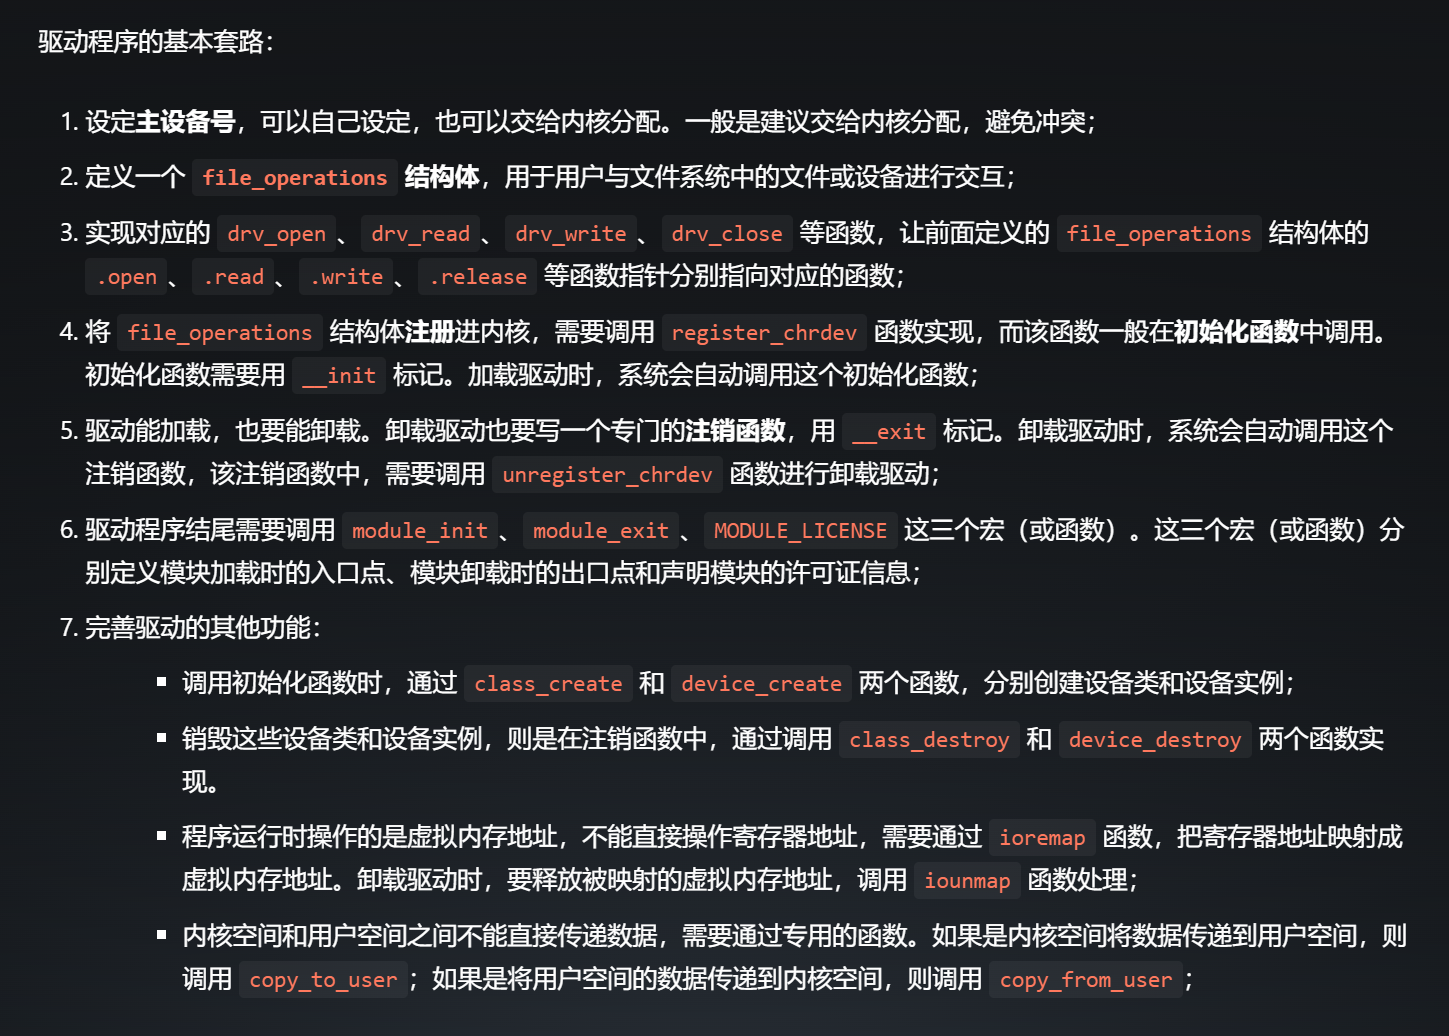 驱动程序的基本套路：
1. 设定主设备号，可以自己设定，也可以交给内核分配。一般是建议交给内核分配，避免冲突；
2. 定义一个 file_operations 结构体，用于用户与文件系统中的文件或设备进行交互；
3. 实现对应的 drv_open 、 drv_read 、 drv_write 、 drv_close 等函数，让前面定义的 file_operations 结构体的
.open 、 .read 、 .write 、 .release 等函数指针分别指向对应的函数；
4. 将 file_operations 结构体注册进内核，需要调用 register_chrdev 函数实现，而该函数一般在初始化函数中调用。
初始化函数需要用 __init 标记。加载驱动时，系统会自动调用这个初始化函数；
5. 驱动能加载，也要能卸载。卸载驱动也要写一个专门的注销函数，用 __exit 标记。卸载驱动时，系统会自动调用这个
注销函数，该注销函数中，需要调用 unregister_chrdev 函数进行卸载驱动；
6. 驱动程序结尾需要调用 module_init 、 module_exit 、 MODULE_LICENSE 这三个宏（或函数）。这三个宏（或函数）分
别定义模块加载时的入口点、模块卸载时的出口点和声明模块的许可证信息；
7. 完善驱动的其他功能：
▪ 调用初始化函数时，通过 class_create 和 device_create 两个函数，分别创建设备类和设备实例；
▪ 销毁这些设备类和设备实例，则是在注销函数中，通过调用 class_destroy 和 device_destroy 两个函数实
现。
▪ 程序运行时操作的是虚拟内存地址，不能直接操作寄存器地址，需要通过 ioremap 函数，把寄存器地址映射成
虚拟内存地址。卸载驱动时，要释放被映射的虚拟内存地址，调用 iounmap 函数处理；
▪ 内核空间和用户空间之间不能直接传递数据，需要通过专用的函数。如果是内核空间将数据传递到用户空间，则
调用 copy_to_user ；如果是将用户空间的数据传递到内核空间，则调用 copy_from_user ；